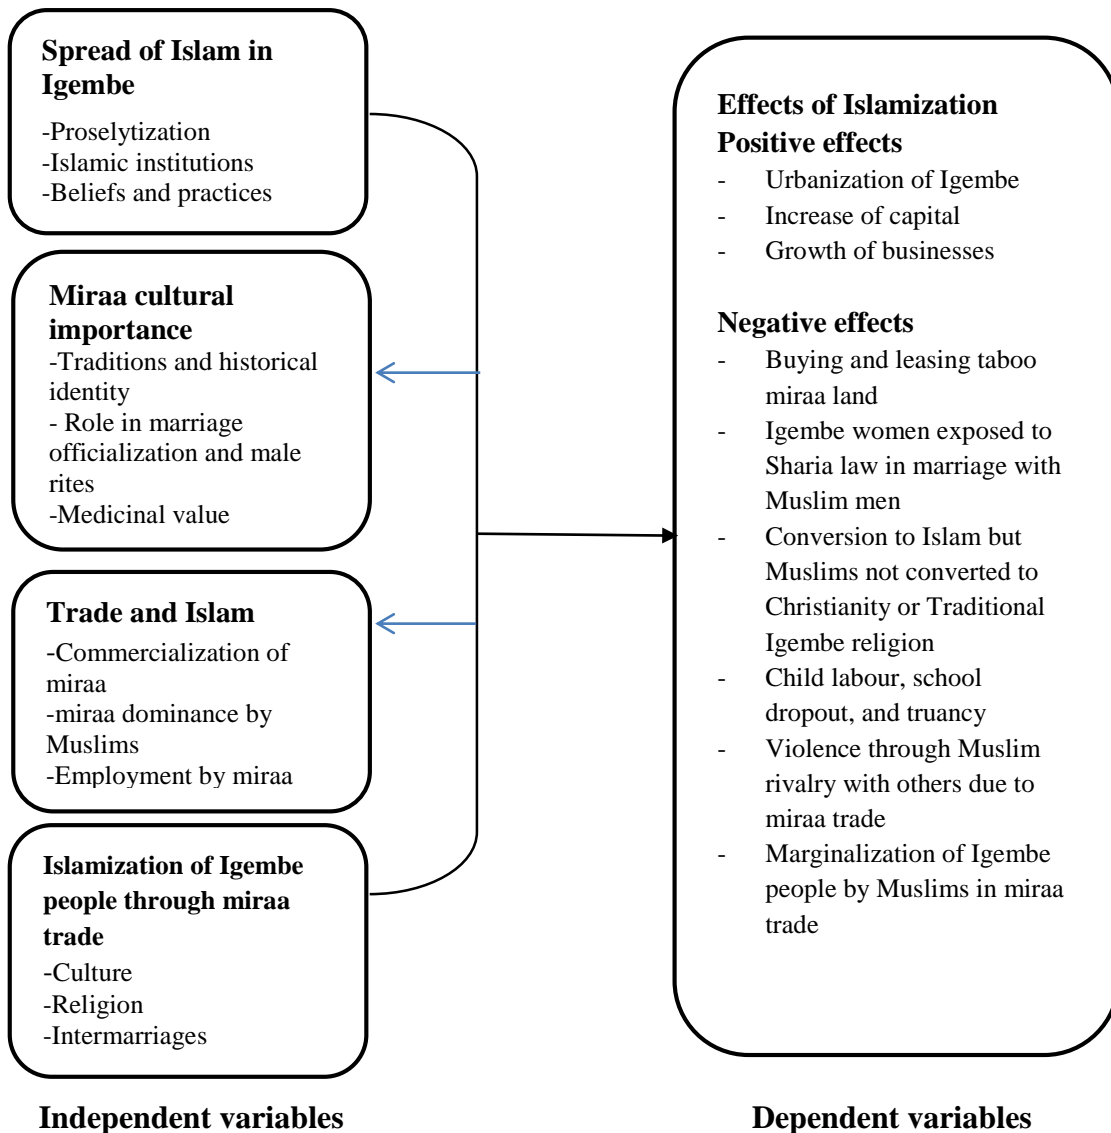 Spread of Islam in
Igembe
-Proselytization
-Islamic institutions
-Beliefs and practices
Miraa cultural
importance
-Traditions and historical
identity
- Role in marriage
officialization and male
rites
-Medicinal value
Trade and Islam
-Commercialization of
miraa
-miraa dominance by
Muslims
-Employment by miraa
Islamization of Igembe
people through miraa
trade
-Culture
-Religion
-Intermarriages
Independent variables
Effects of Islamization
Positive effects
- Urbanization of Igembe
- Increase of capital
- Growth of businesses
Negative effects
- Buying and leasing taboo
miraa land
- Igembe women exposed to
Sharia law in marriage with
Muslim men
- Conversion to Islam but
Muslims not converted to
Christianity or Traditional
Igembe religion
- Child labour, school
dropout, and truancy
- Violence through Muslim
rivalry with others due to
miraa trade
- Marginalization of Igembe
people by Muslims in miraa
trade
Dependent variables